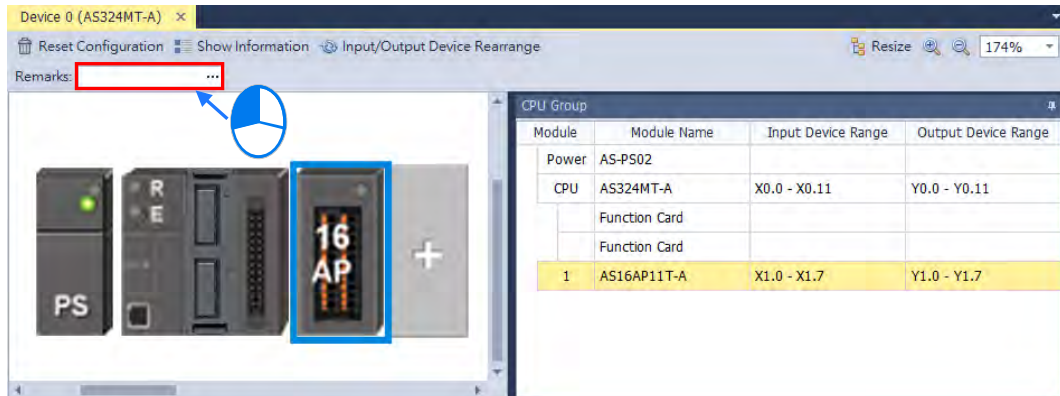 Device 0 (AS324MT-A) ×
Reset Configuration Show Information Input/Output Device Rearrange Resize 174%
Remarks: ...
CPU Group
Module Module Name Input Device Range Output Device Range
Power AS-PS02
CPU AS324MT-A X0.0 - X0.11 Y0.0 - Y0.11
Function Card
Function Card
1 AS16AP11T-A X1.0 - X1.7 Y1.0 - Y1.7
R
E
16
AP
+
PS